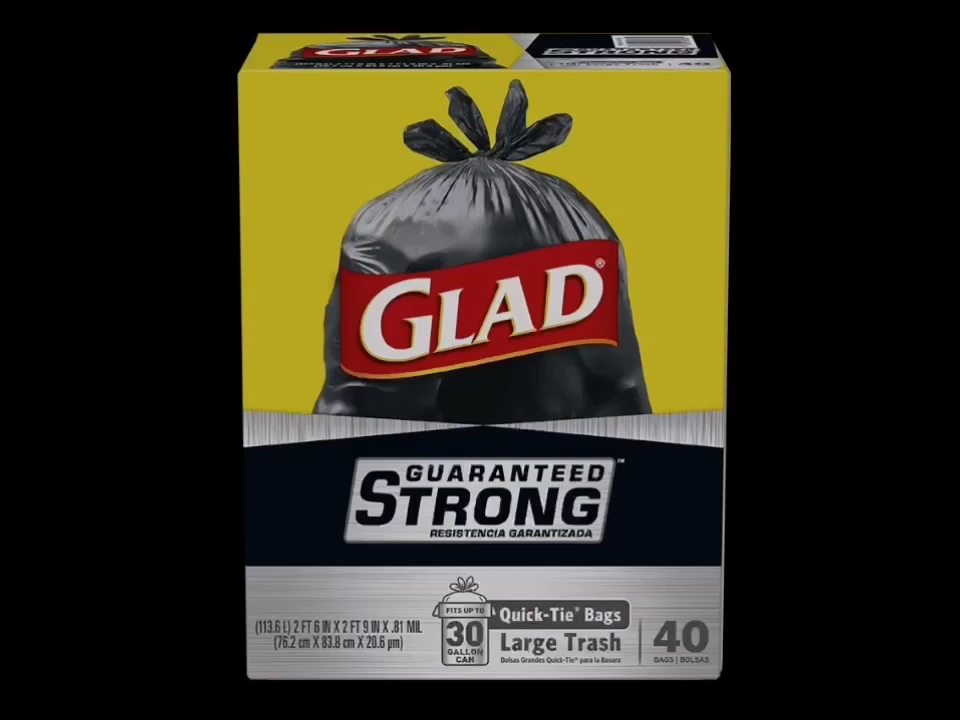 GLAD
STRONG
40
GLAD®
GUARANTEED
STRONG™
RESISTENCIA GARANTIZADA
FITS UP TO
30
GALLON
CAN
(113.6 L) 2 FT 6 IN X 2 FT 9 IN X .81 MIL
(76.2 cm X 83.8 cm X 20.6 µm)
Quick-Tie® Bags
Large Trash
Bolsas Grandes Quick-Tie® para la Basura
40
BAGS | BOLSAS